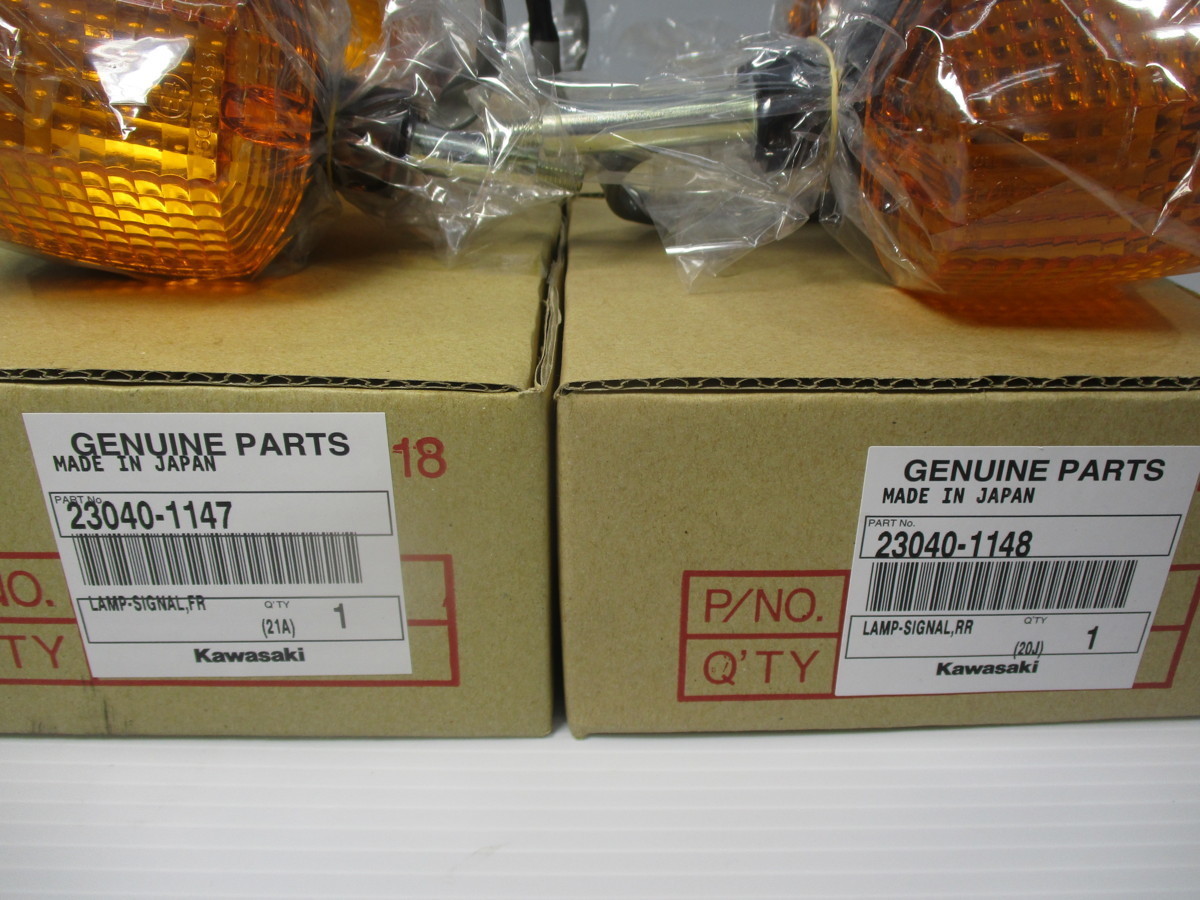 GENUINE PARTS
MADE IN JAPAN
PART No.
23040-1147
LAMP-SIGNAL,FR
Q'TY
(21A)
1
Kawasaki
18
NO.
TY
GENUINE PARTS
MADE IN JAPAN
PART No.
23040-1148
LAMP-SIGNAL,RR
Q'TY
(20J)
1
Kawasaki
P/NO.
Q'TY